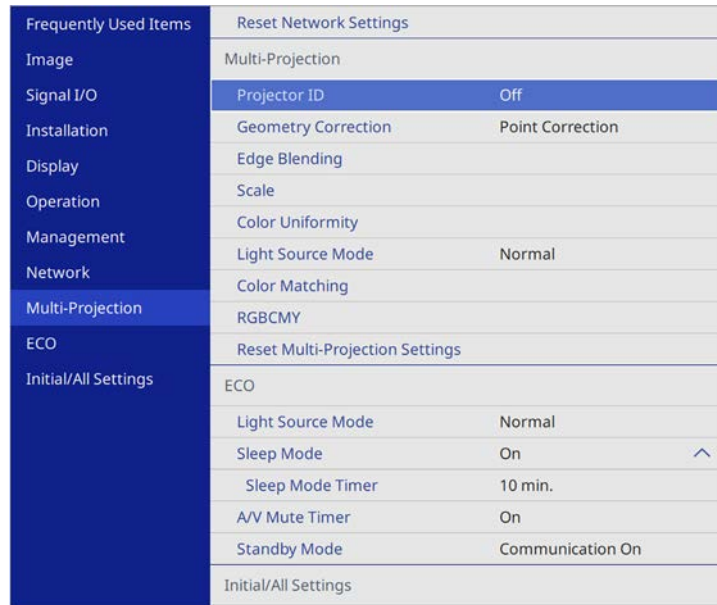 Frequently Used Items
Image
Signal I/O
Installation
Display
Operation
Management
Network
Multi-Projection
ECO
Initial/All Settings
Reset Network Settings
Multi-Projection
Projector ID Off
Geometry Correction Point Correction
Edge Blending
Scale
Color Uniformity
Light Source Mode Normal
Color Matching
RGBCMY
Reset Multi-Projection Settings
ECO
Light Source Mode Normal
Sleep Mode On
Sleep Mode Timer 10 min.
A/V Mute Timer On
Standby Mode Communication On
Initial/All Settings